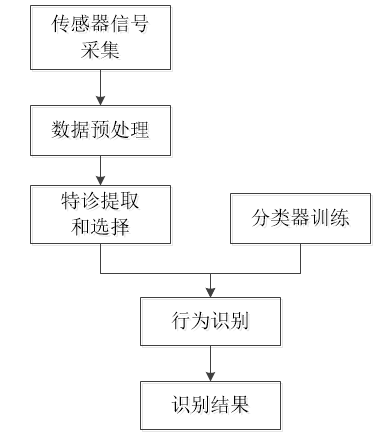 传感器信号
采集
数据预处理
特诊提取
和选择
分类器训练
行为识别
识别结果